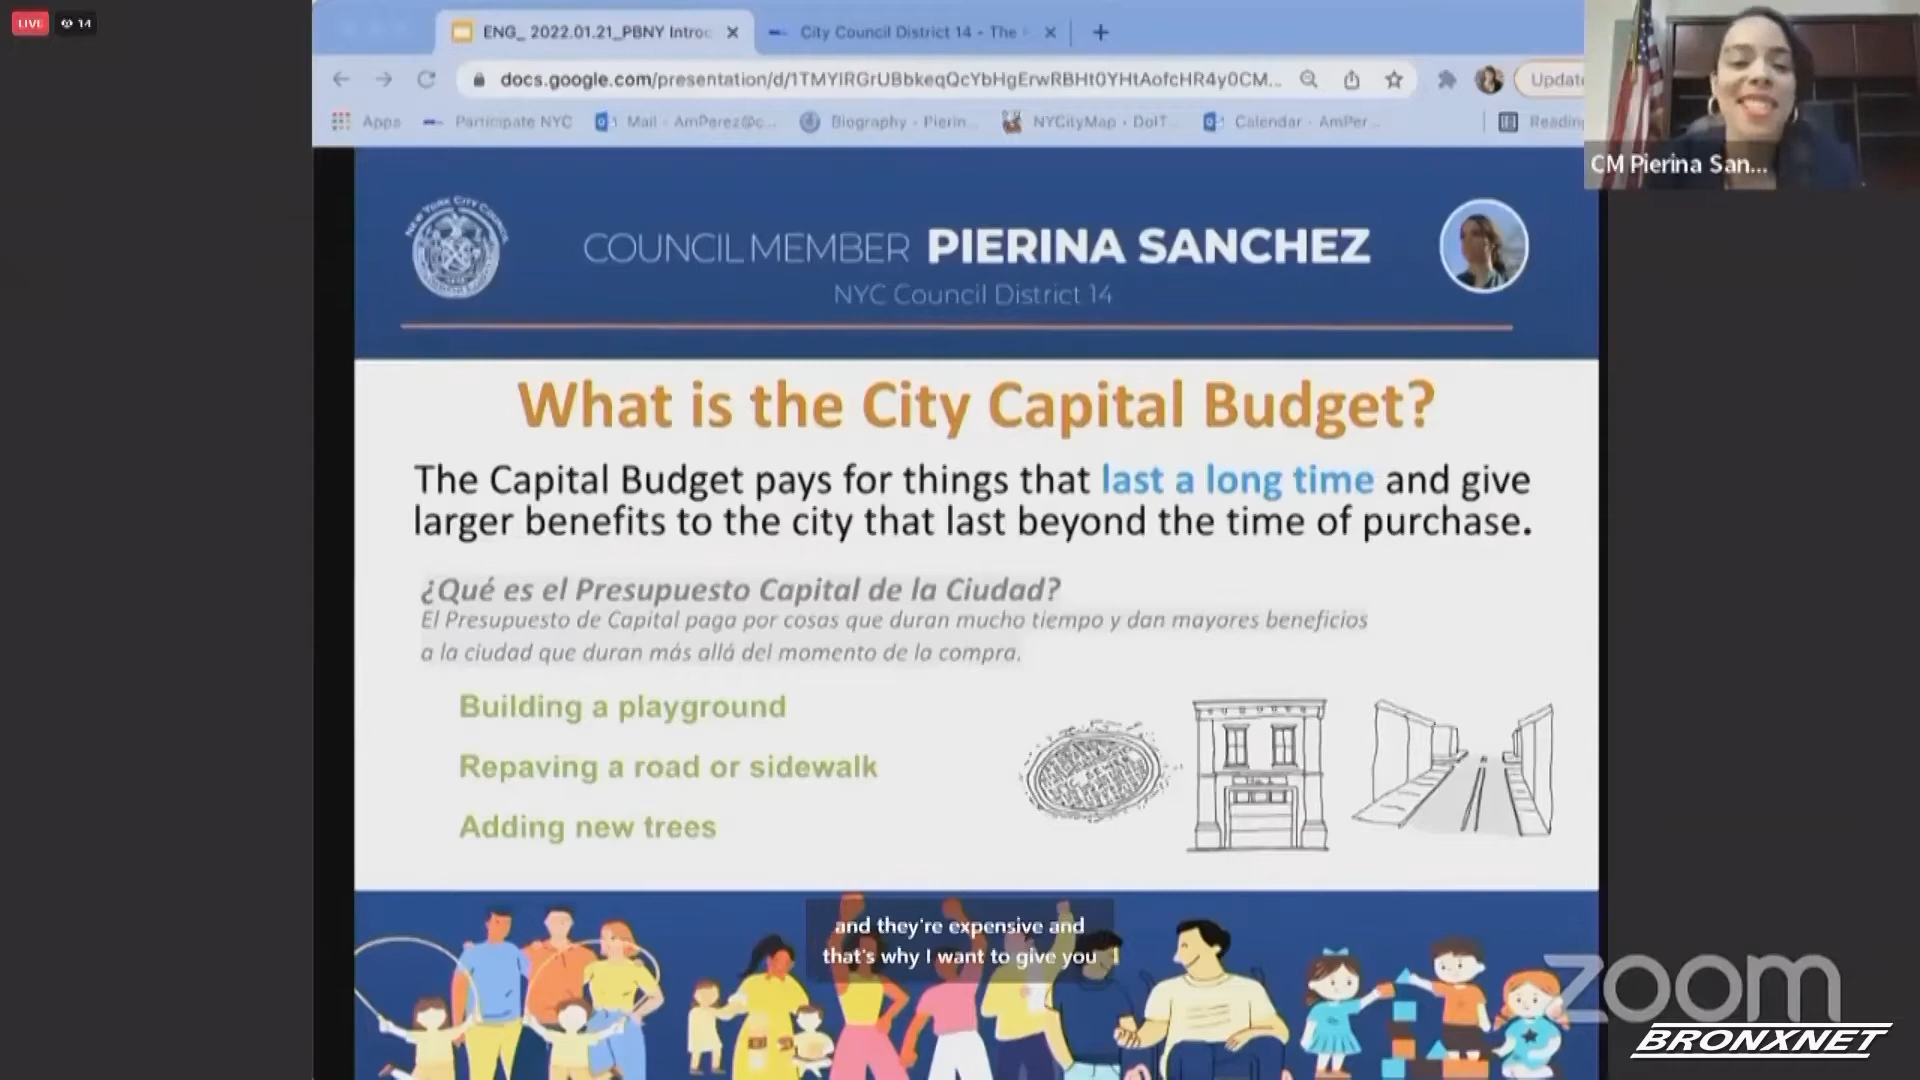 LIVE
14
ENG_ 2022.01.21_PBNY Introc
City Council District 14 - The
docs.google.com/presentation/d/1TMYIRGrUBbkeqQcYbHgErwRBHt0YHtAofcHR4y0CM...
Update
Apps
Participate NYC
Mail - AmPerez@c...
Biography - Pierin...
NYCityMap • DoIT...
Calendar - AmPer...
Reading
CM Pierina San...
NEW YORK CITY COUNCIL
COUNCIL MEMBER PIERINA SANCHEZ
NYC Council District 14
What is the City Capital Budget?
The Capital Budget pays for things that last a long time and give
larger benefits to the city that last beyond the time of purchase.
¿Qué es el Presupuesto Capital de la Ciudad?
El Presupuesto de Capital paga por cosas que duran mucho tiempo y dan mayores beneficios
a la ciudad que duran más allá del momento de la compra.
Building a playground
Repaving a road or sidewalk
Adding new trees
and they're expensive and
that's why I want to give you
zoom
BRONXNET